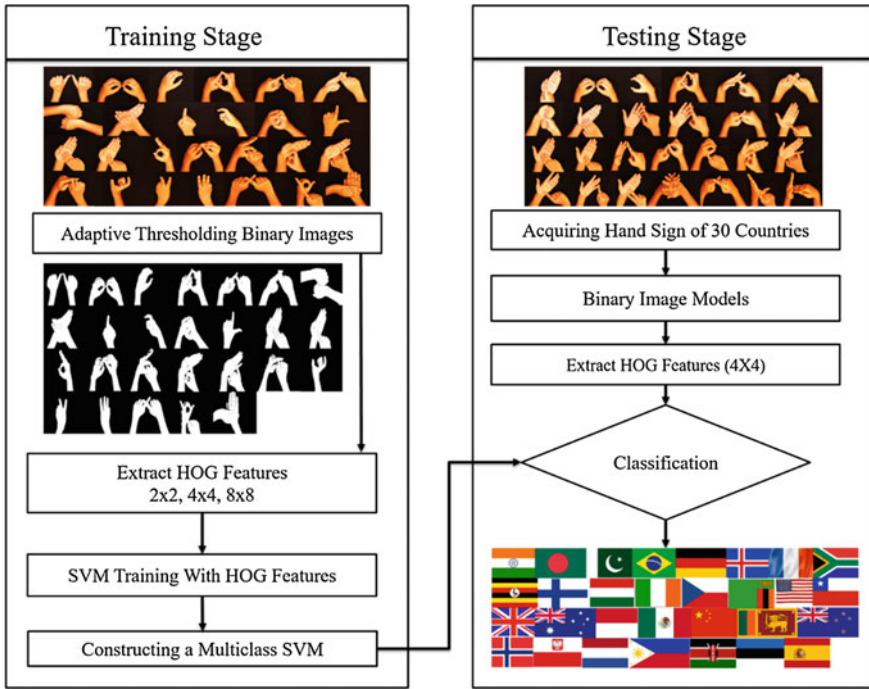 Training Stage
Adaptive Thresholding Binary Images
Extract HOG Features
2x2, 4x4, 8x8
SVM Training With HOG Features
Constructing a Multiclass SVM
Testing Stage
Acquiring Hand Sign of 30 Countries
Binary Image Models
Extract HOG Features (4X4)
Classification